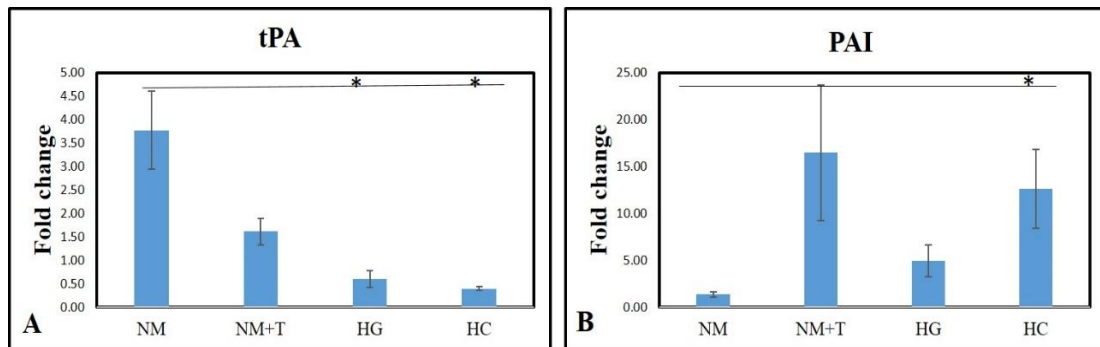 tPA
* *
Fold change
5.00
4.50
4.00
3.50
3.00
2.50
2.00
1.50
1.00
0.50
0.00
NM NM+T HG HC
A
PAI
*
Fold change
25.00
20.00
15.00
10.00
5.00
0.00
NM NM+T HG HC
B